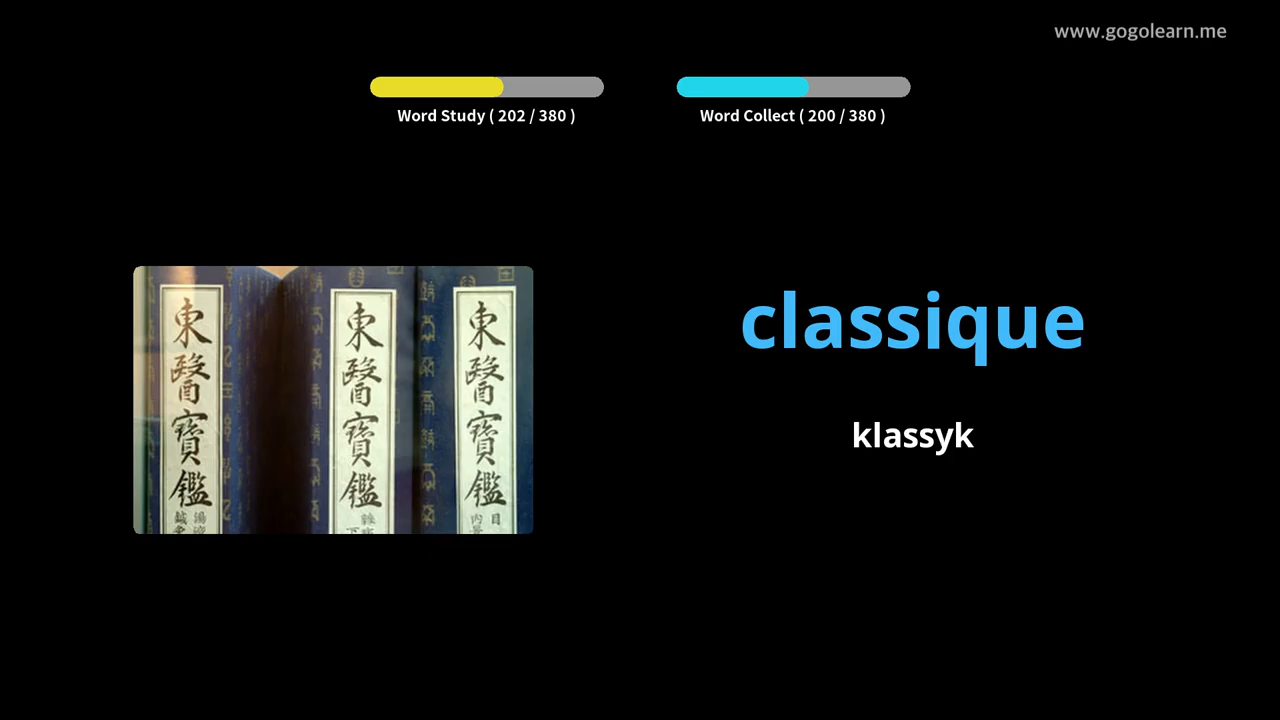 www.gogolearn.me
Word Study ( 202 / 380 )
Word Collect ( 200 / 380 )
東醫寶鑑
東醫寶鑑
東醫寶鑑
classique
klassyk